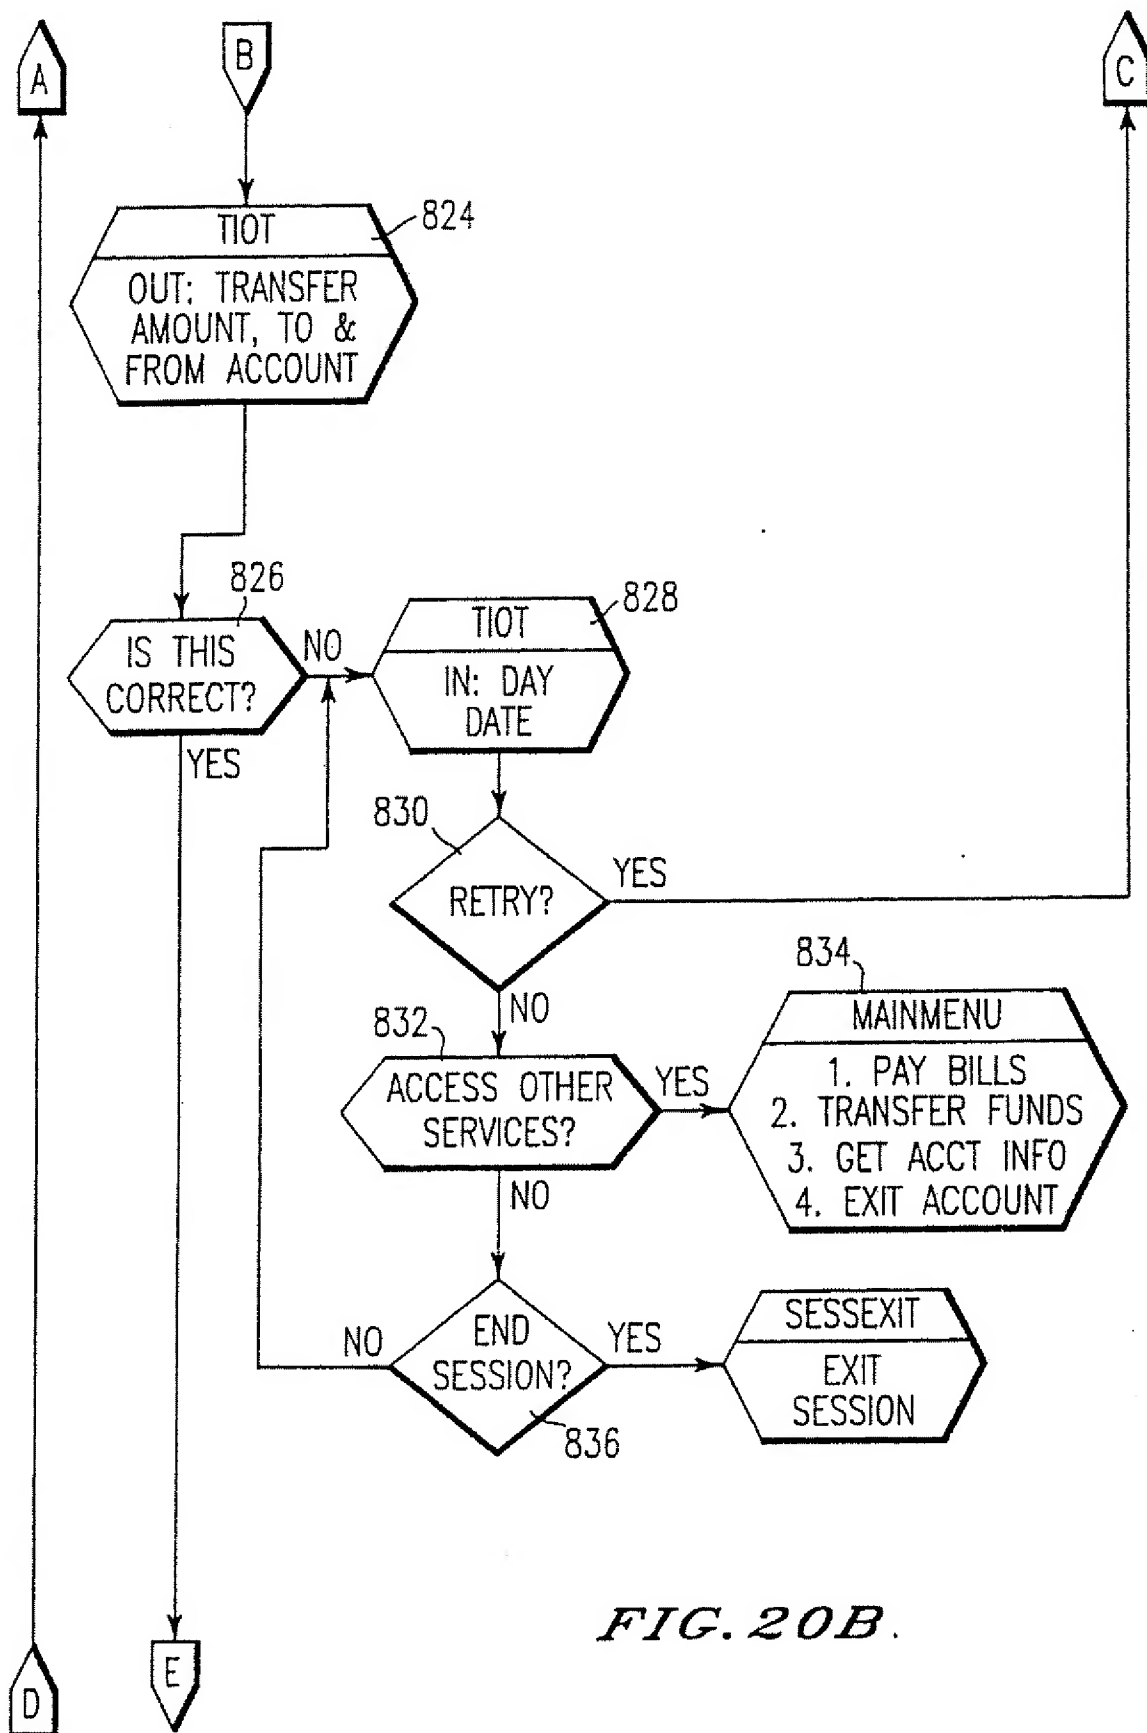 A
B
C
TIOT
824
OUT: TRANSFER
AMOUNT, TO &
FROM ACCOUNT
826
IS THIS
CORRECT?
NO
YES
TIOT
828
IN: DAY
DATE
830
RETRY?
YES
NO
832
ACCESS OTHER
SERVICES?
YES
NO
834
MAINMENU
1. PAY BILLS
2. TRANSFER FUNDS
3. GET ACCT INFO
4. EXIT ACCOUNT
NO
END
SESSION?
YES
836
SESSEXIT
EXIT
SESSION
D
E
FIG. 20B.